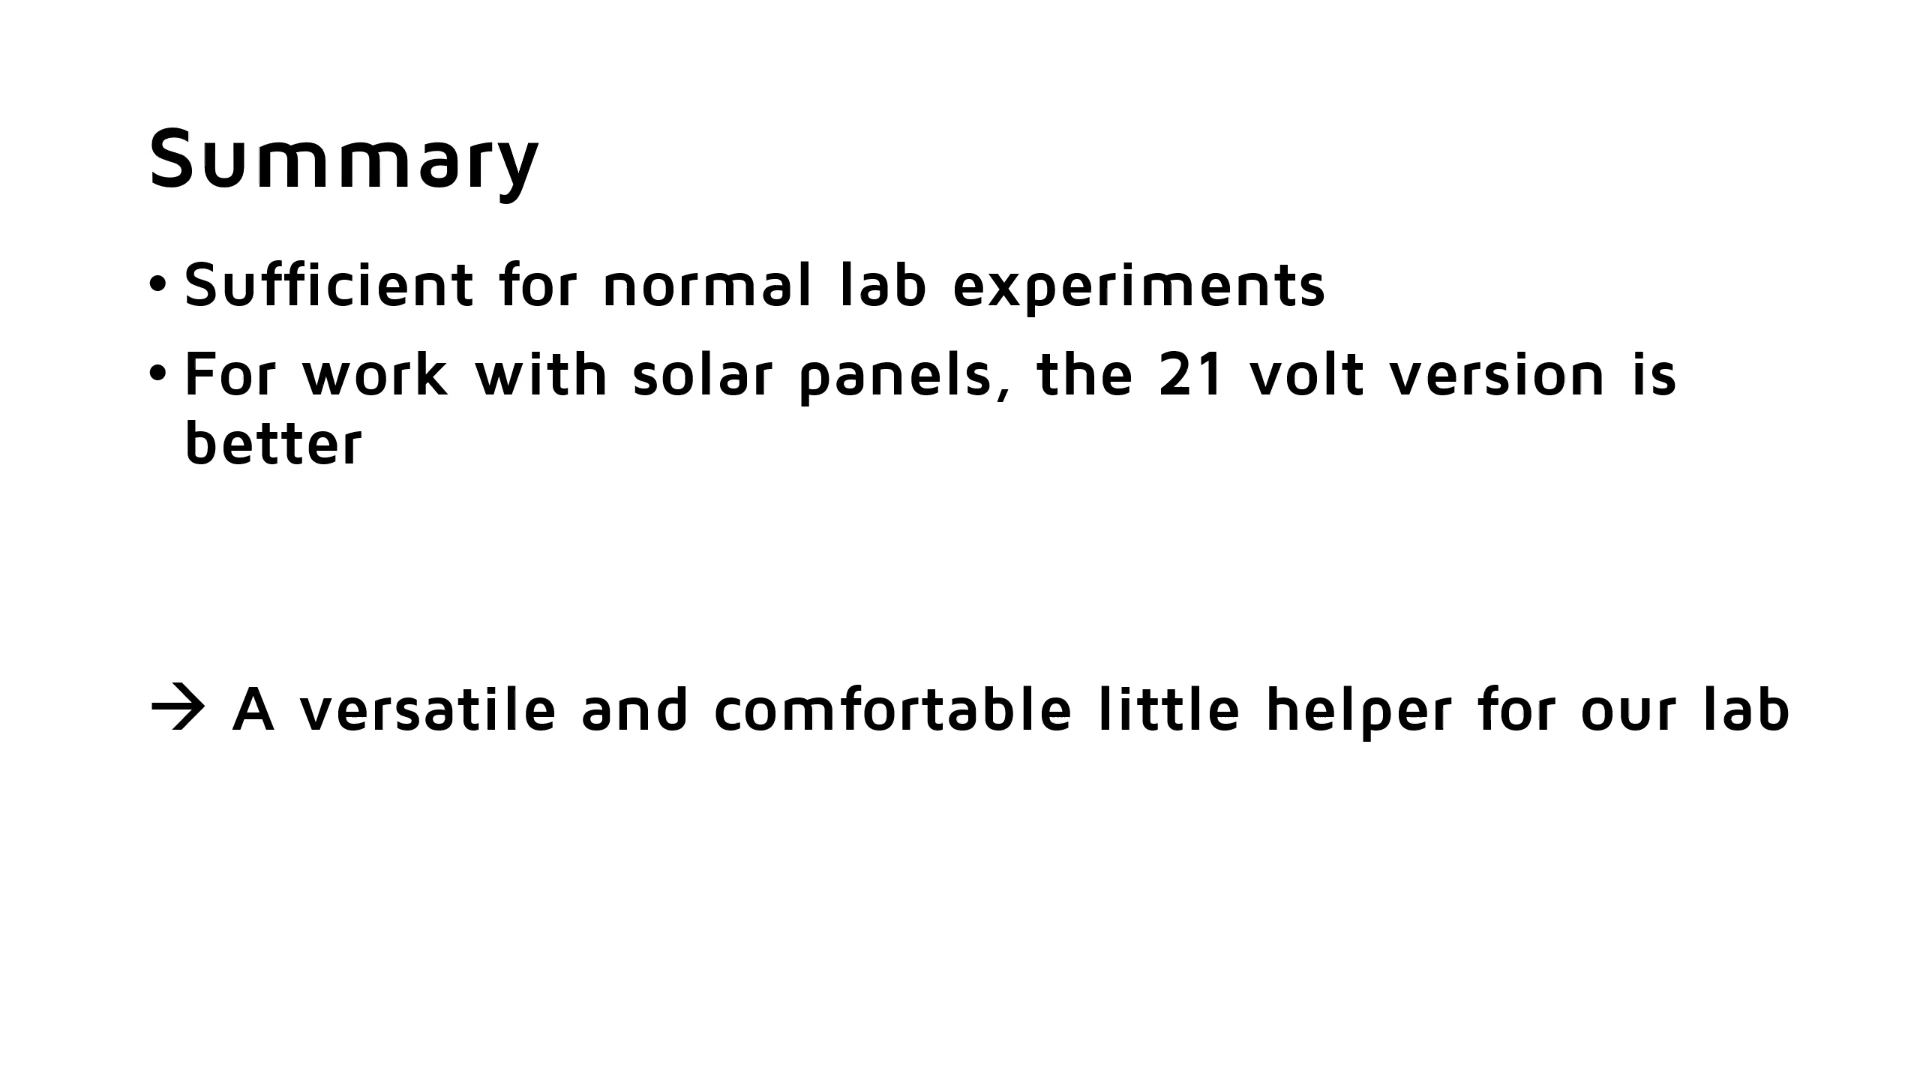 Summary
• Sufficient for normal lab experiments
• For work with solar panels, the 21 volt version is
better
→ A versatile and comfortable little helper for our lab